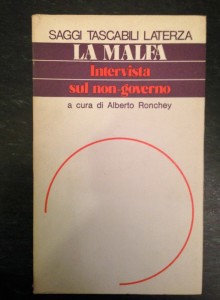 SAGGI TASCABILI LATERZA
LA MALFA
Intervista
sul non-governo
a cura di Alberto Ronchey